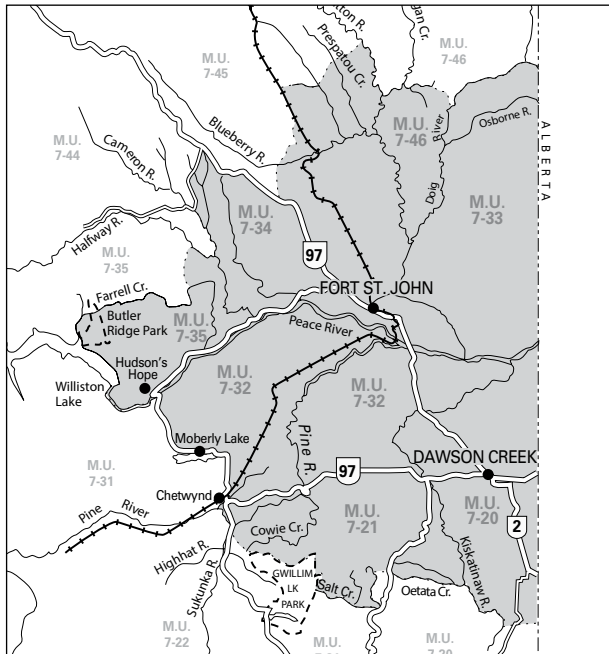 tton R.
gan Cr.
M.U.
7-45
Prespatou Cr.
M.U.
7-46
Blueberry R.
M.U.
7-46
River
Doig
Osborne R.
ALBERTA
M.U.
7-44
Cameron R.
M.U.
7-33
Halfway R.
M.U.
7-34
97
M.U.
7-35
Farrell Cr.
FORT ST. JOHN
Butler
Ridge Park
M.U.
7-35
Peace River
Hudson's
Hope
Williston
Lake
M.U.
7-32
M.U.
7-32
Moberly Lake
Pine R.
M.U.
7-31
DAWSON CREEK
97
Chetwynd
Pine River
M.U.
7-21
M.U.
7-20
2
Cowie Cr.
Highhat R.
Sukunka R.
GWILLIM
LK
PARK
Salt Cr.
Oetata Cr.
Kiskatinaw R.
M.U.
7-22
M.U.
M.U.